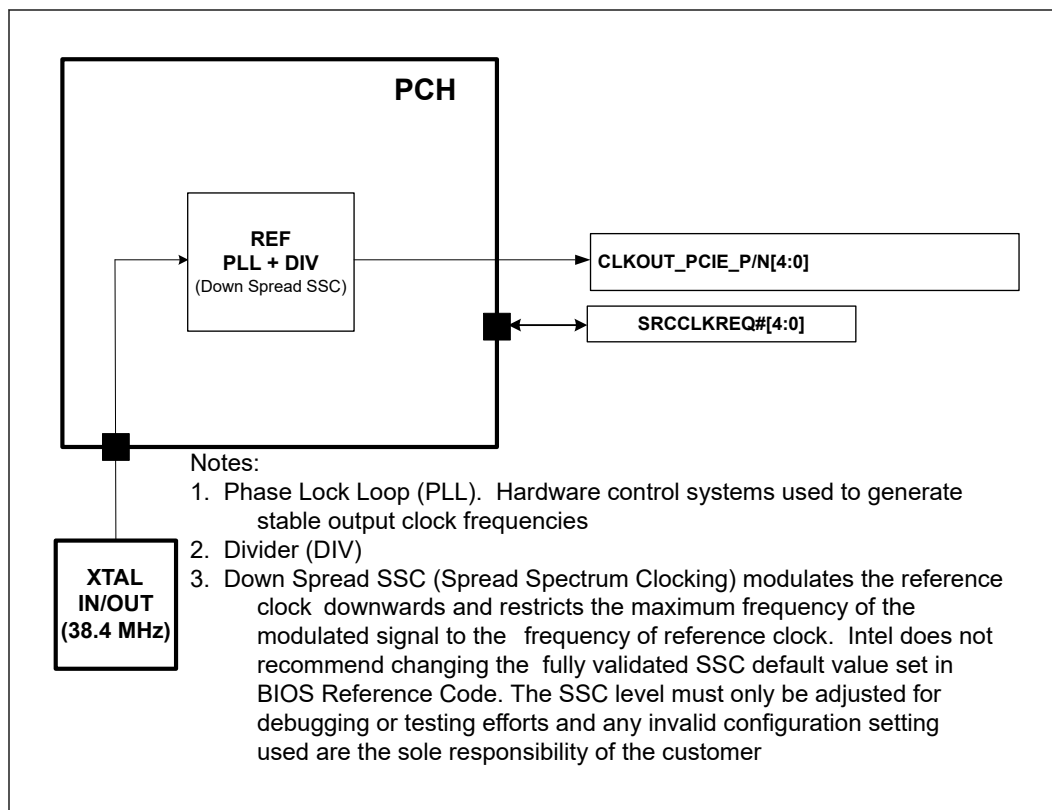 PCH
REF
PLL + DIV
(Down Spread SSC)
CLKOUT_PCIE_P/N[4:0]
SRCCLKREQ#[4:0]
XTAL
IN/OUT
(38.4 MHz)
Notes:
1. Phase Lock Loop (PLL). Hardware control systems used to generate
stable output clock frequencies
2. Divider (DIV)
3. Down Spread SSC (Spread Spectrum Clocking) modulates the reference
clock downwards and restricts the maximum frequency of the
modulated signal to the frequency of reference clock. Intel does not
recommend changing the fully validated SSC default value set in
BIOS Reference Code. The SSC level must only be adjusted for
debugging or testing efforts and any invalid configuration setting
used are the sole responsibility of the customer